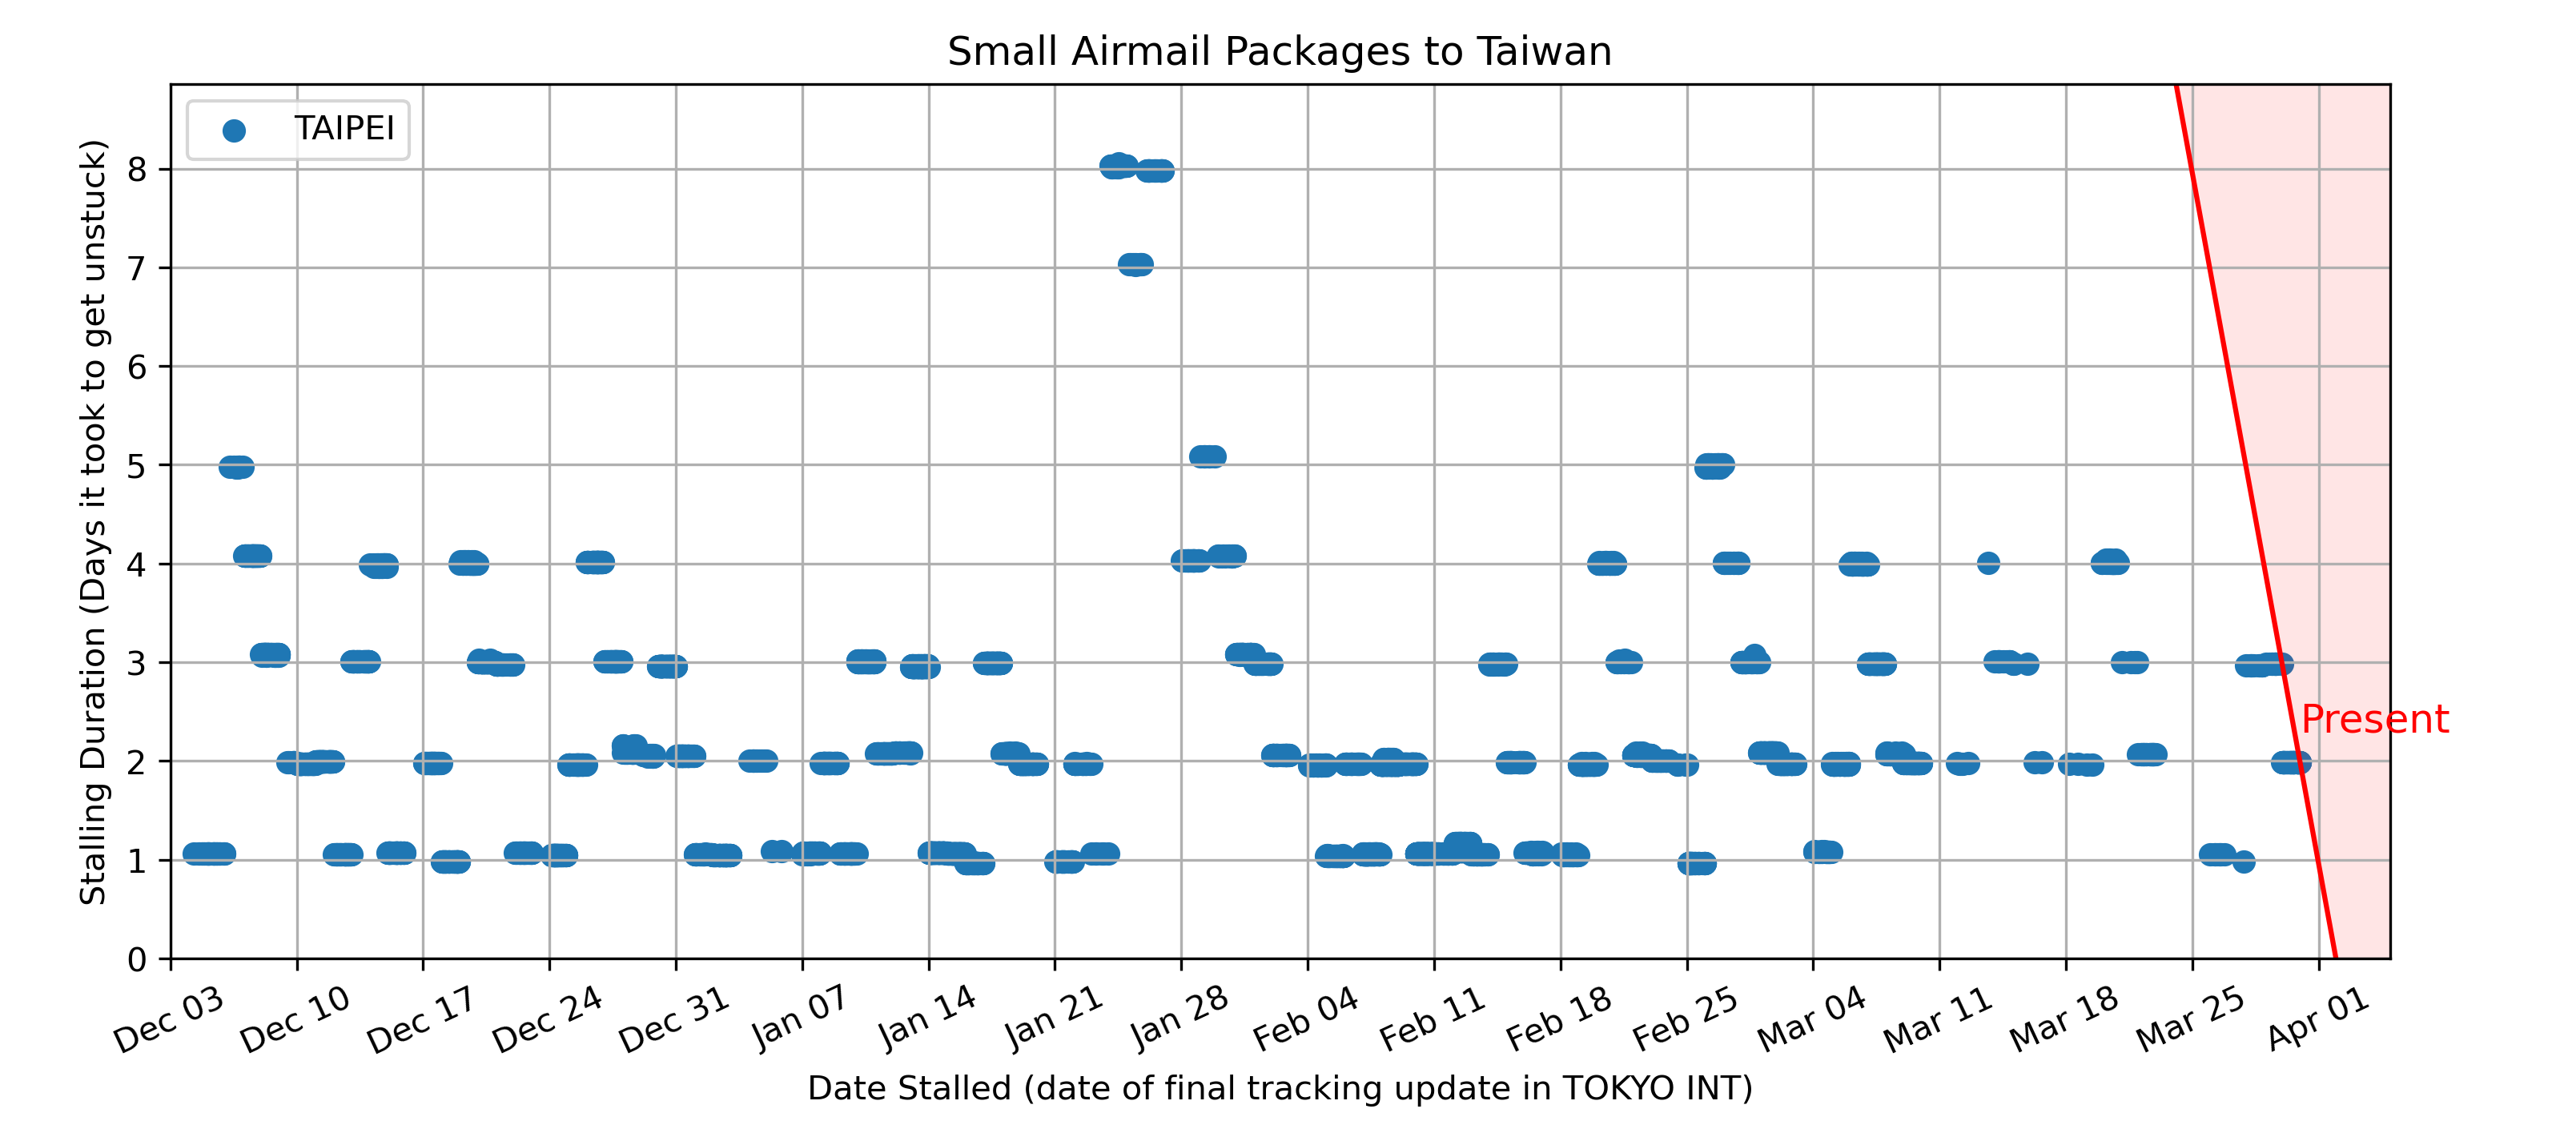 Small Airmail Packages to Taiwan
TAIPEI
Stalling Duration (Days it took to get unstuck)
8
7
6
5
4
3
2
1
0
Present
Dec 03
Dec 10
Dec 17
Dec 24
Dec 31
Jan 07
Jan 14
Jan 21
Jan 28
Feb 04
Feb 11
Feb 18
Feb 25
Mar 04
Mar 11
Mar 18
Mar 25
Apr 01
Date Stalled (date of final tracking update in TOKYO INT)